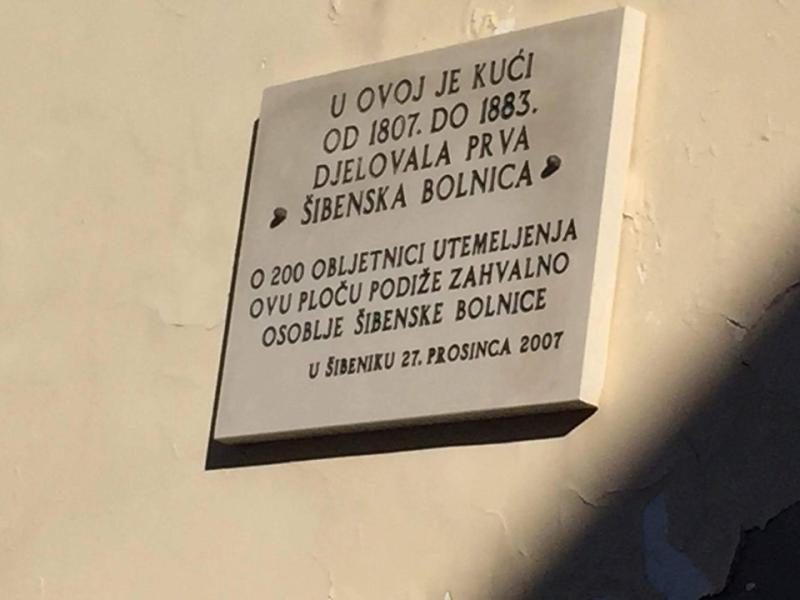 U OVOJ JE KUĆI
OD 1807. DO 1883.
DJELOVALA PRVA
ŠIBENSKA BOLNICA
O 200 OBLJETNICI UTEMELJENJA
OVU PLOČU PODIŽE ZAHVALNO
OSOBLJE ŠIBENSKE BOLNICE
U ŠIBENIKU 27. PROSINCA 2007